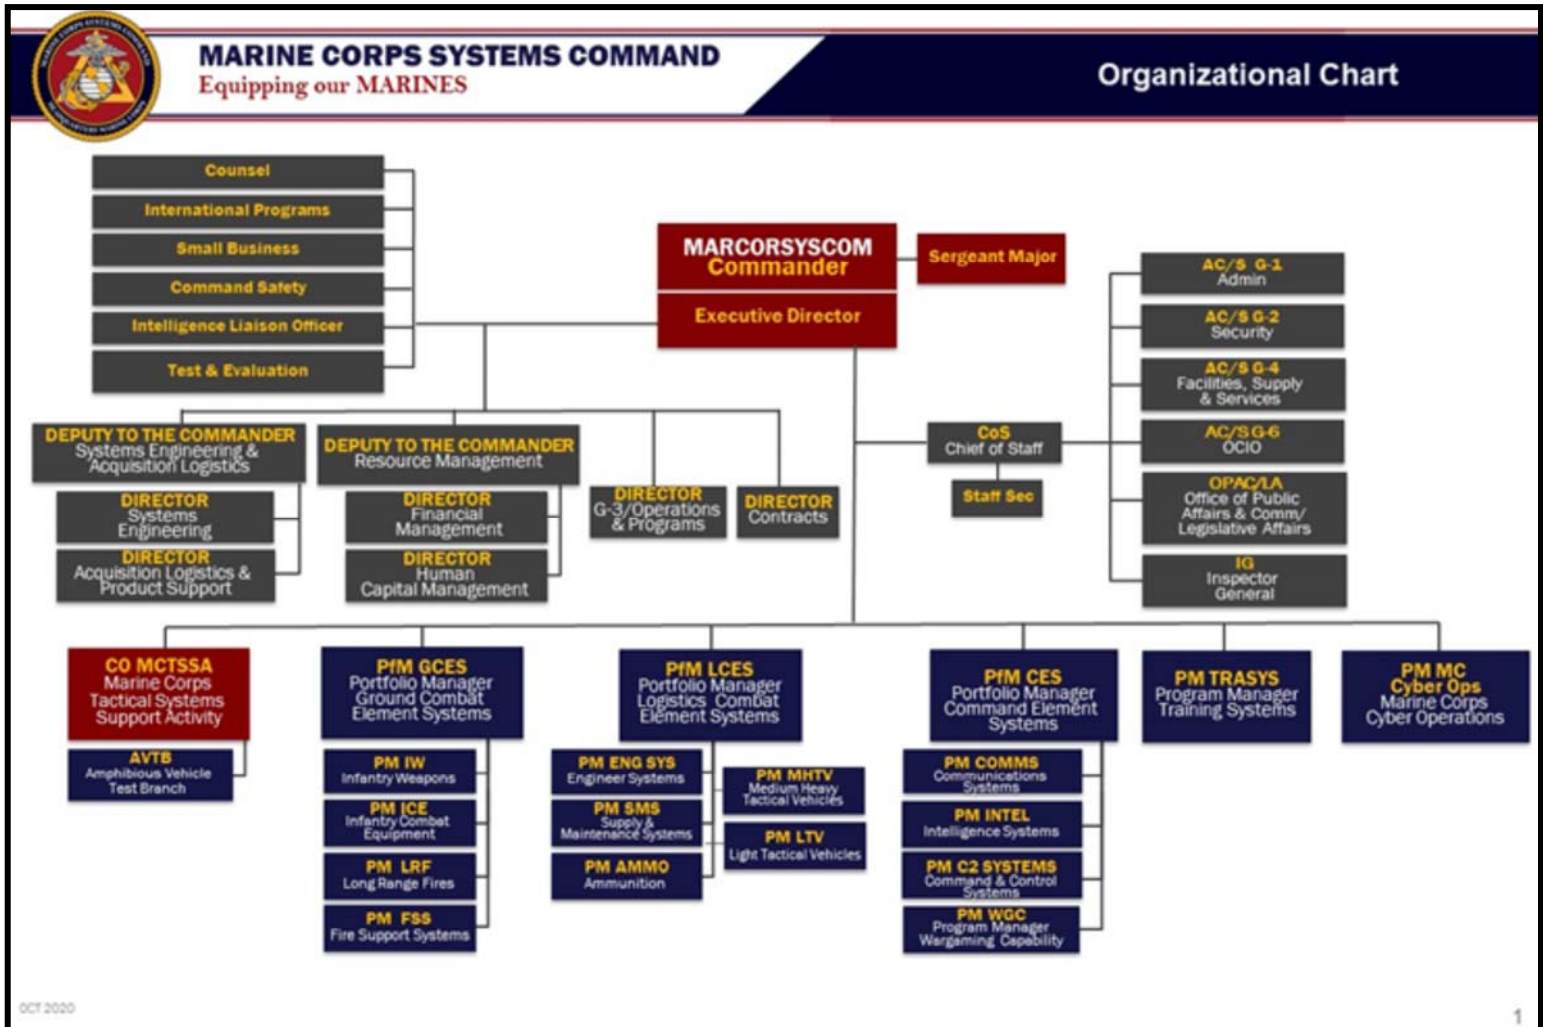 MARINE CORPS SYSTEMS COMMAND
Equipping our MARINES
Organizational Chart
Counsel
International Programs
Small Business
Command Safety
Intelligence Liaison Officer
Test & Evaluation
MARCORSYSCOM
Commander
Executive Director
Sergeant Major
AC/S G-1
Admin
AC/S G-2
Security
AC/S G-4
Facilities, Supply
& Services
AC/S G-6
OCIO
OPAC/LA
Office of Public
Affairs & Comm/
Legislative Affairs
IG
Inspector
General
CoS
Chief of Staff
Staff Sec
DEPUTY TO THE COMMANDER
Systems Engineering &
Acquisition Logistics
DIRECTOR
Systems
Engineering
DIRECTOR
Acquisition Logistics &
Product Support
DEPUTY TO THE COMMANDER
Resource Management
DIRECTOR
Financial
Management
DIRECTOR
Human
Capital Management
DIRECTOR
G-3/Operations
& Programs
DIRECTOR
Contracts
CO MCTSSA
Marine Corps
Tactical Systems
Support Activity
AVTB
Amphibious Vehicle
Test Branch
PfM GCES
Portfolio Manager
Ground Combat
Element Systems
PM IW
Infantry Weapons
PM ICE
Infantry Combat
Equipment
PM LRF
Long Range Fires
PM FSS
Fire Support Systems
PfM LCES
Portfolio Manager
Logistics Combat
Element Systems
PM ENG SYS
Engineer Systems
PM SMS
Supply &
Maintenance Systems
PM AMMO
Ammunition
PM MHTV
Medium Heavy
Tactical Vehicles
PM LTV
Light Tactical Vehicles
PfM CES
Portfolio Manager
Command Element
Systems
PM COMMS
Communications
Systems
PM INTEL
Intelligence Systems
PM C2 SYSTEMS
Command & Control
Systems
PM WGC
Program Manager
Wargaming Capability
PM TRASYS
Program Manager
Training Systems
PM MC
Cyber Ops
Marine Corps
Cyber Operations
OCT 2020
1